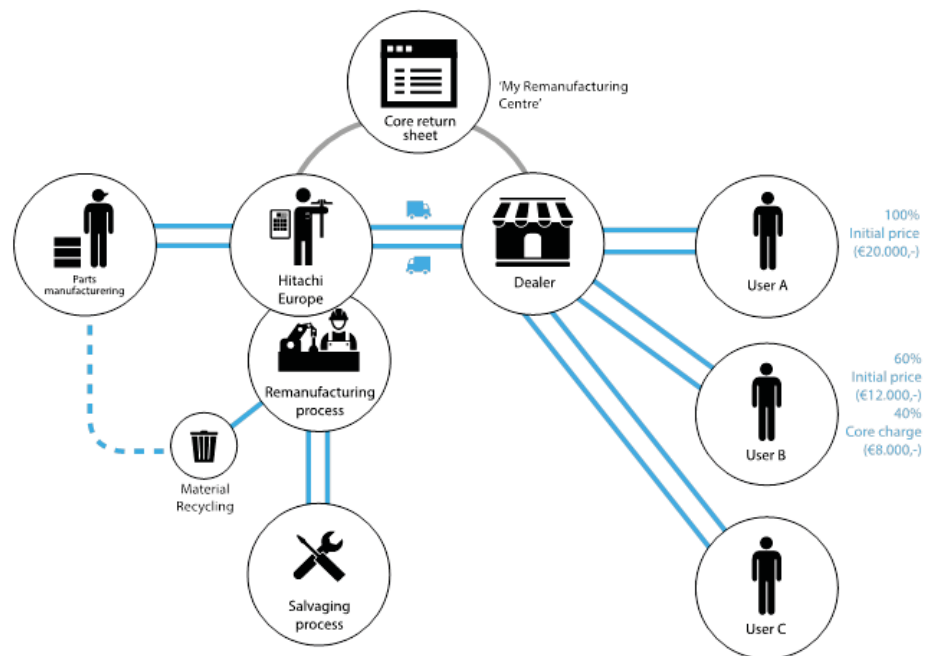 'My Remanufacturing
Centre'
Core return
sheet
Parts
manufacturering
Hitachi
Europe
Dealer
User A
100%
Initial price
(€20.000,-)
Remanufacturing
process
60%
Initial price
(€12.000,-)
40%
Core charge
(€8.000,-)
User B
Material
Recycling
Salvaging
process
User C